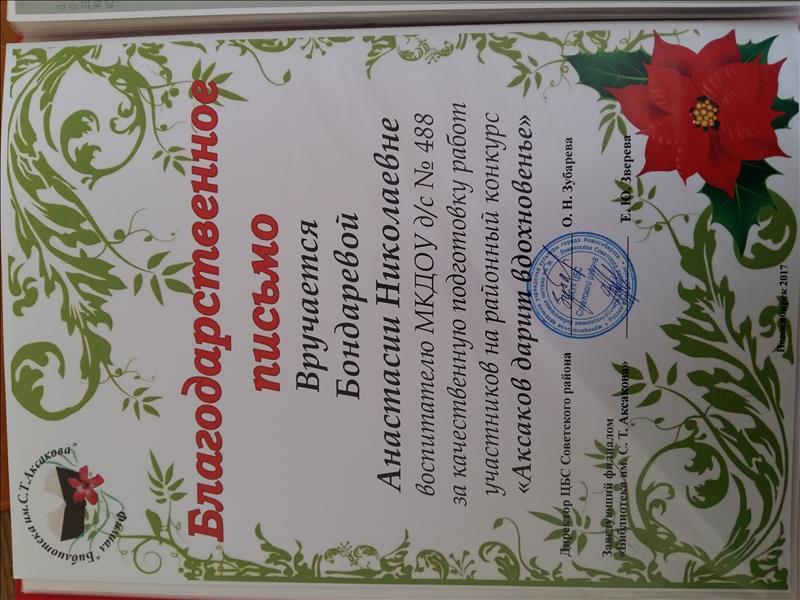 Филиал "Библиотека им. С.Т.Аксакова"
Благодарственное
письмо
Вручается
Бондаревой
Анастасии Николаевне
воспитателю МКДОУ д/с № 488
за качественную подготовку работ
участников на районный конкурс
«Аксаков дарит вдохновенье»
Директор ЦБС Советского района О. Н. Зубарева
Заведующий филиалом
«Библиотека им. С. Т. Аксакова» Е. Ю. Зверева
Новосибирск 2017